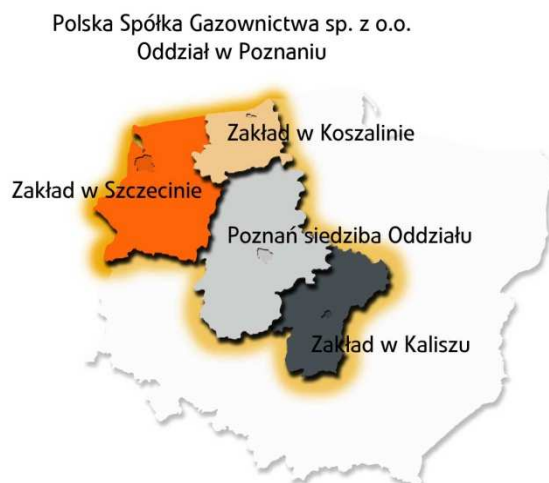 Polska Spółka Gazownictwa sp. z o.o.
Oddział w Poznaniu
Zakład w Koszalinie
Zakład w Szczecinie
Poznań siedziba Oddziału
Zakład w Kaliszu